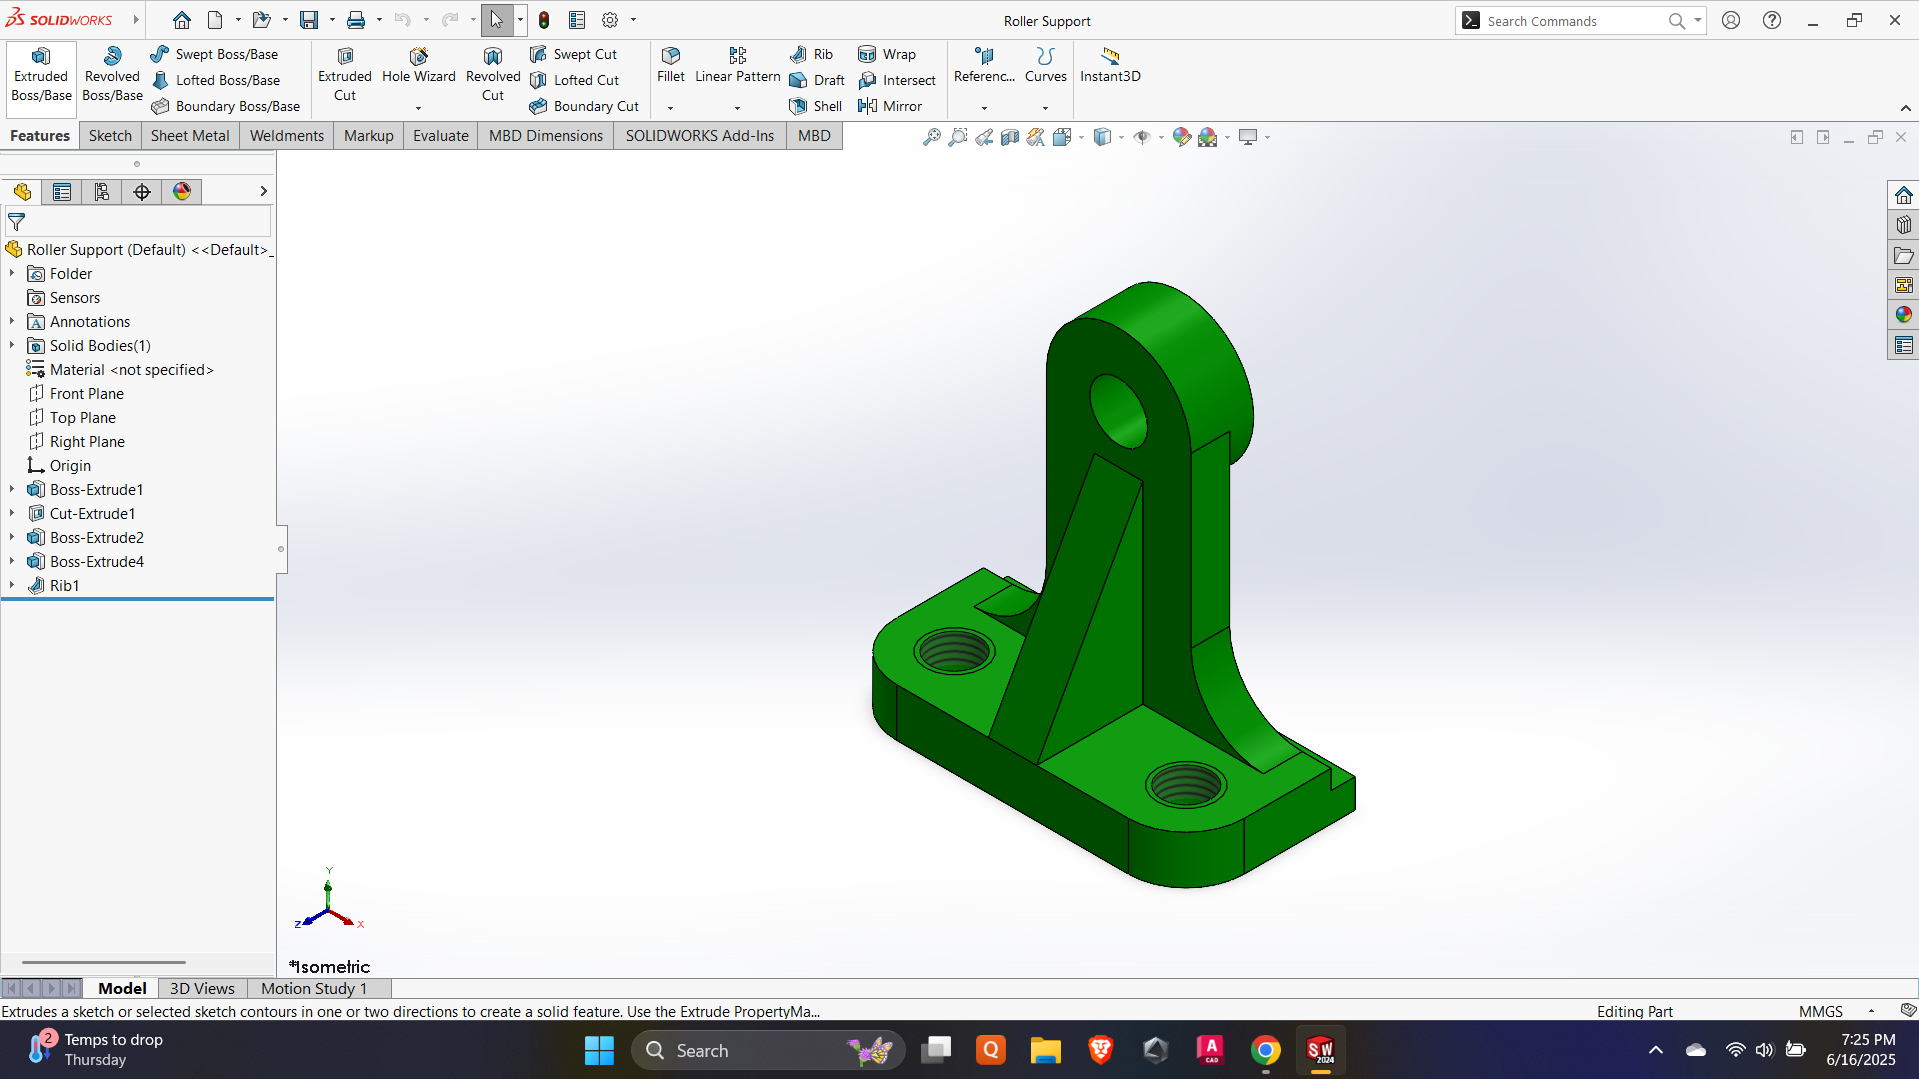 SOLIDWORKS
Roller Support
Search Commands
Extruded Boss/Base
Revolved Boss/Base
Swept Boss/Base
Lofted Boss/Base
Boundary Boss/Base
Extruded Cut
Hole Wizard
Revolved Cut
Swept Cut
Lofted Cut
Boundary Cut
Fillet
Linear Pattern
Rib
Draft
Shell
Wrap
Intersect
Mirror
Referenc...
Curves
Instant3D
Features
Sketch
Sheet Metal
Weldments
Markup
Evaluate
MBD Dimensions
SOLIDWORKS Add-Ins
MBD
Roller Support (Default) <<Default>_
Folder
Sensors
Annotations
Solid Bodies(1)
Material <not specified>
Front Plane
Top Plane
Right Plane
Origin
Boss-Extrude1
Cut-Extrude1
Boss-Extrude2
Boss-Extrude4
Rib1
Y
Z
X
*Isometric
Model
3D Views
Motion Study 1
Extrudes a sketch or selected sketch contours in one or two directions to create a solid feature. Use the Extrude PropertyMa...
Editing Part
MMGS
2
Temps to drop
Thursday
Search
Q
A
CAD
SW
2024
7:25 PM
6/16/2025